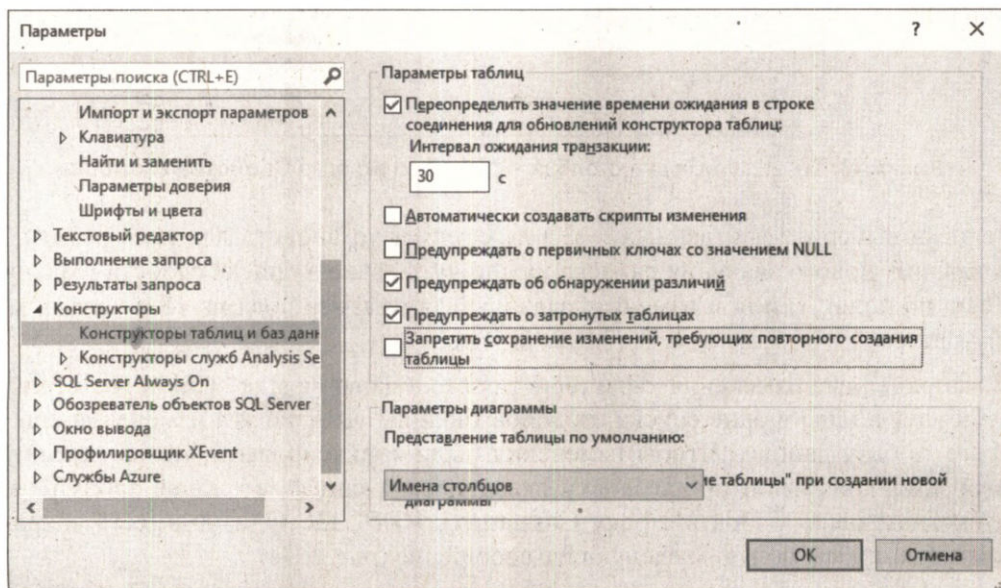 Параметры
?
Параметры поиска (CTRL+E)
Импорт и экспорт параметров
Клавиатура
Найти и заменить
Параметры доверия
Шрифты и цвета
Текстовый редактор
Выполнение запроса
Результаты запроса
Конструкторы
Конструкторы таблиц и баз данн
Конструкторы служб Analysis Se
SQL Server Always On
Обозреватель объектов SQL Server
Окно вывода
Профилировщик XEvent
Службы Azure
Параметры таблиц
Переопределить значение времени ожидания в строке
соединения для обновлений конструктора таблиц:
Интервал ожидания транзакции:
30 с
Автоматически создавать скрипты изменения
Предупреждать о первичных ключах со значением NULL
Предупреждать об обнаружении различий
Предупреждать о затронутых таблицах
Запретить сохранение изменений, требующих повторного создания
таблицы
Параметры диаграммы
Представление таблицы по умолчанию:
Имена столбцов
ие таблицы" при создании новой
диаграммы
OK
Отмена